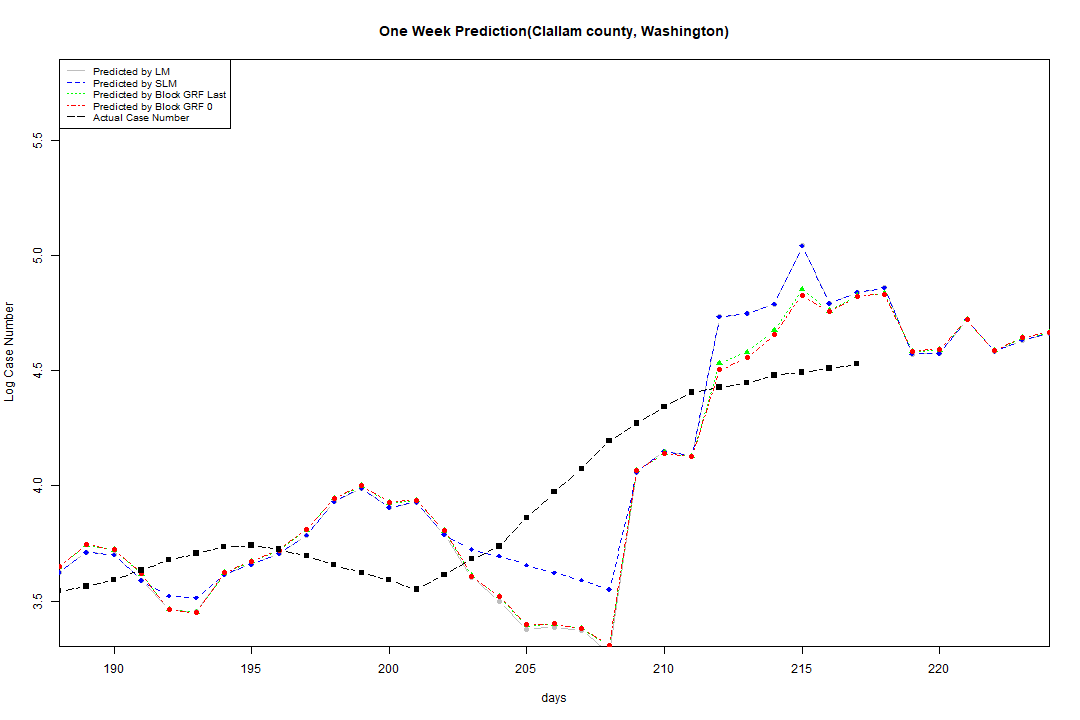 One Week Prediction(Clallam county, Washington)
Predicted by LM
Predicted by SLM
Predicted by Block GRF Last
Predicted by Block GRF 0
Actual Case Number
5.5
5.0
4.5
4.0
3.5
Log Case Number
190 195 200 205 210 215 220
days